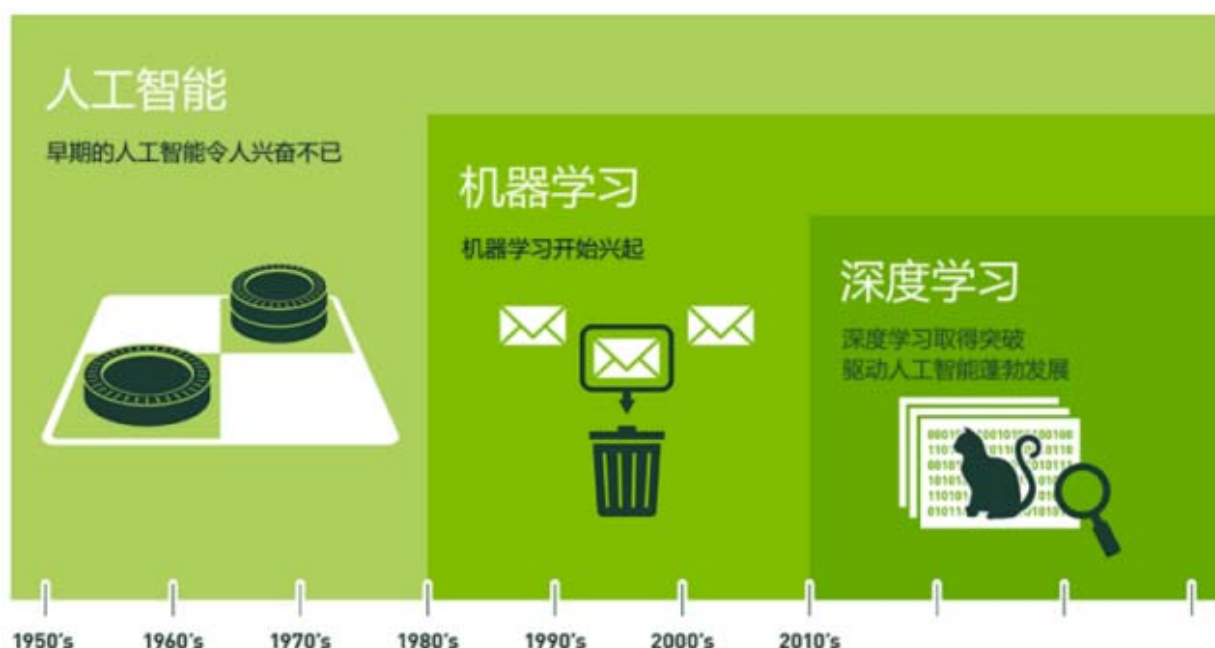 人工智能
早期的人工智能令人兴奋不已
机器学习
机器学习开始兴起
深度学习
深度学习取得突破
驱动人工智能蓬勃发展
1950's
1960's
1970's
1980's
1990's
2000's
2010's